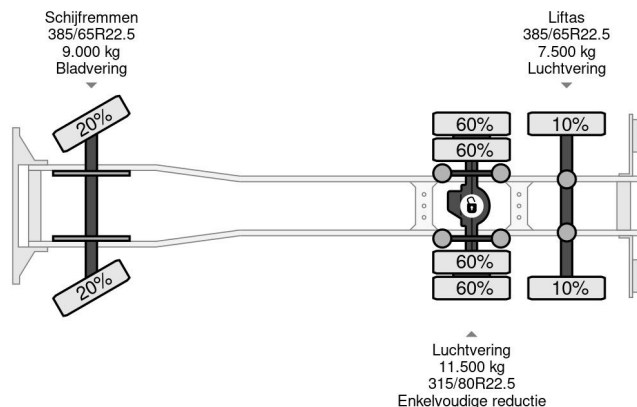 Schijfremmen
385/65R22.5
9.000 kg
Bladvering
Liftas
385/65R22.5
7.500 kg
Luchtvering
20%
60%
10%
60%
60%
20%
60%
10%
Luchtvering
11.500 kg
315/80R22.5
Enkelvoudige reductie